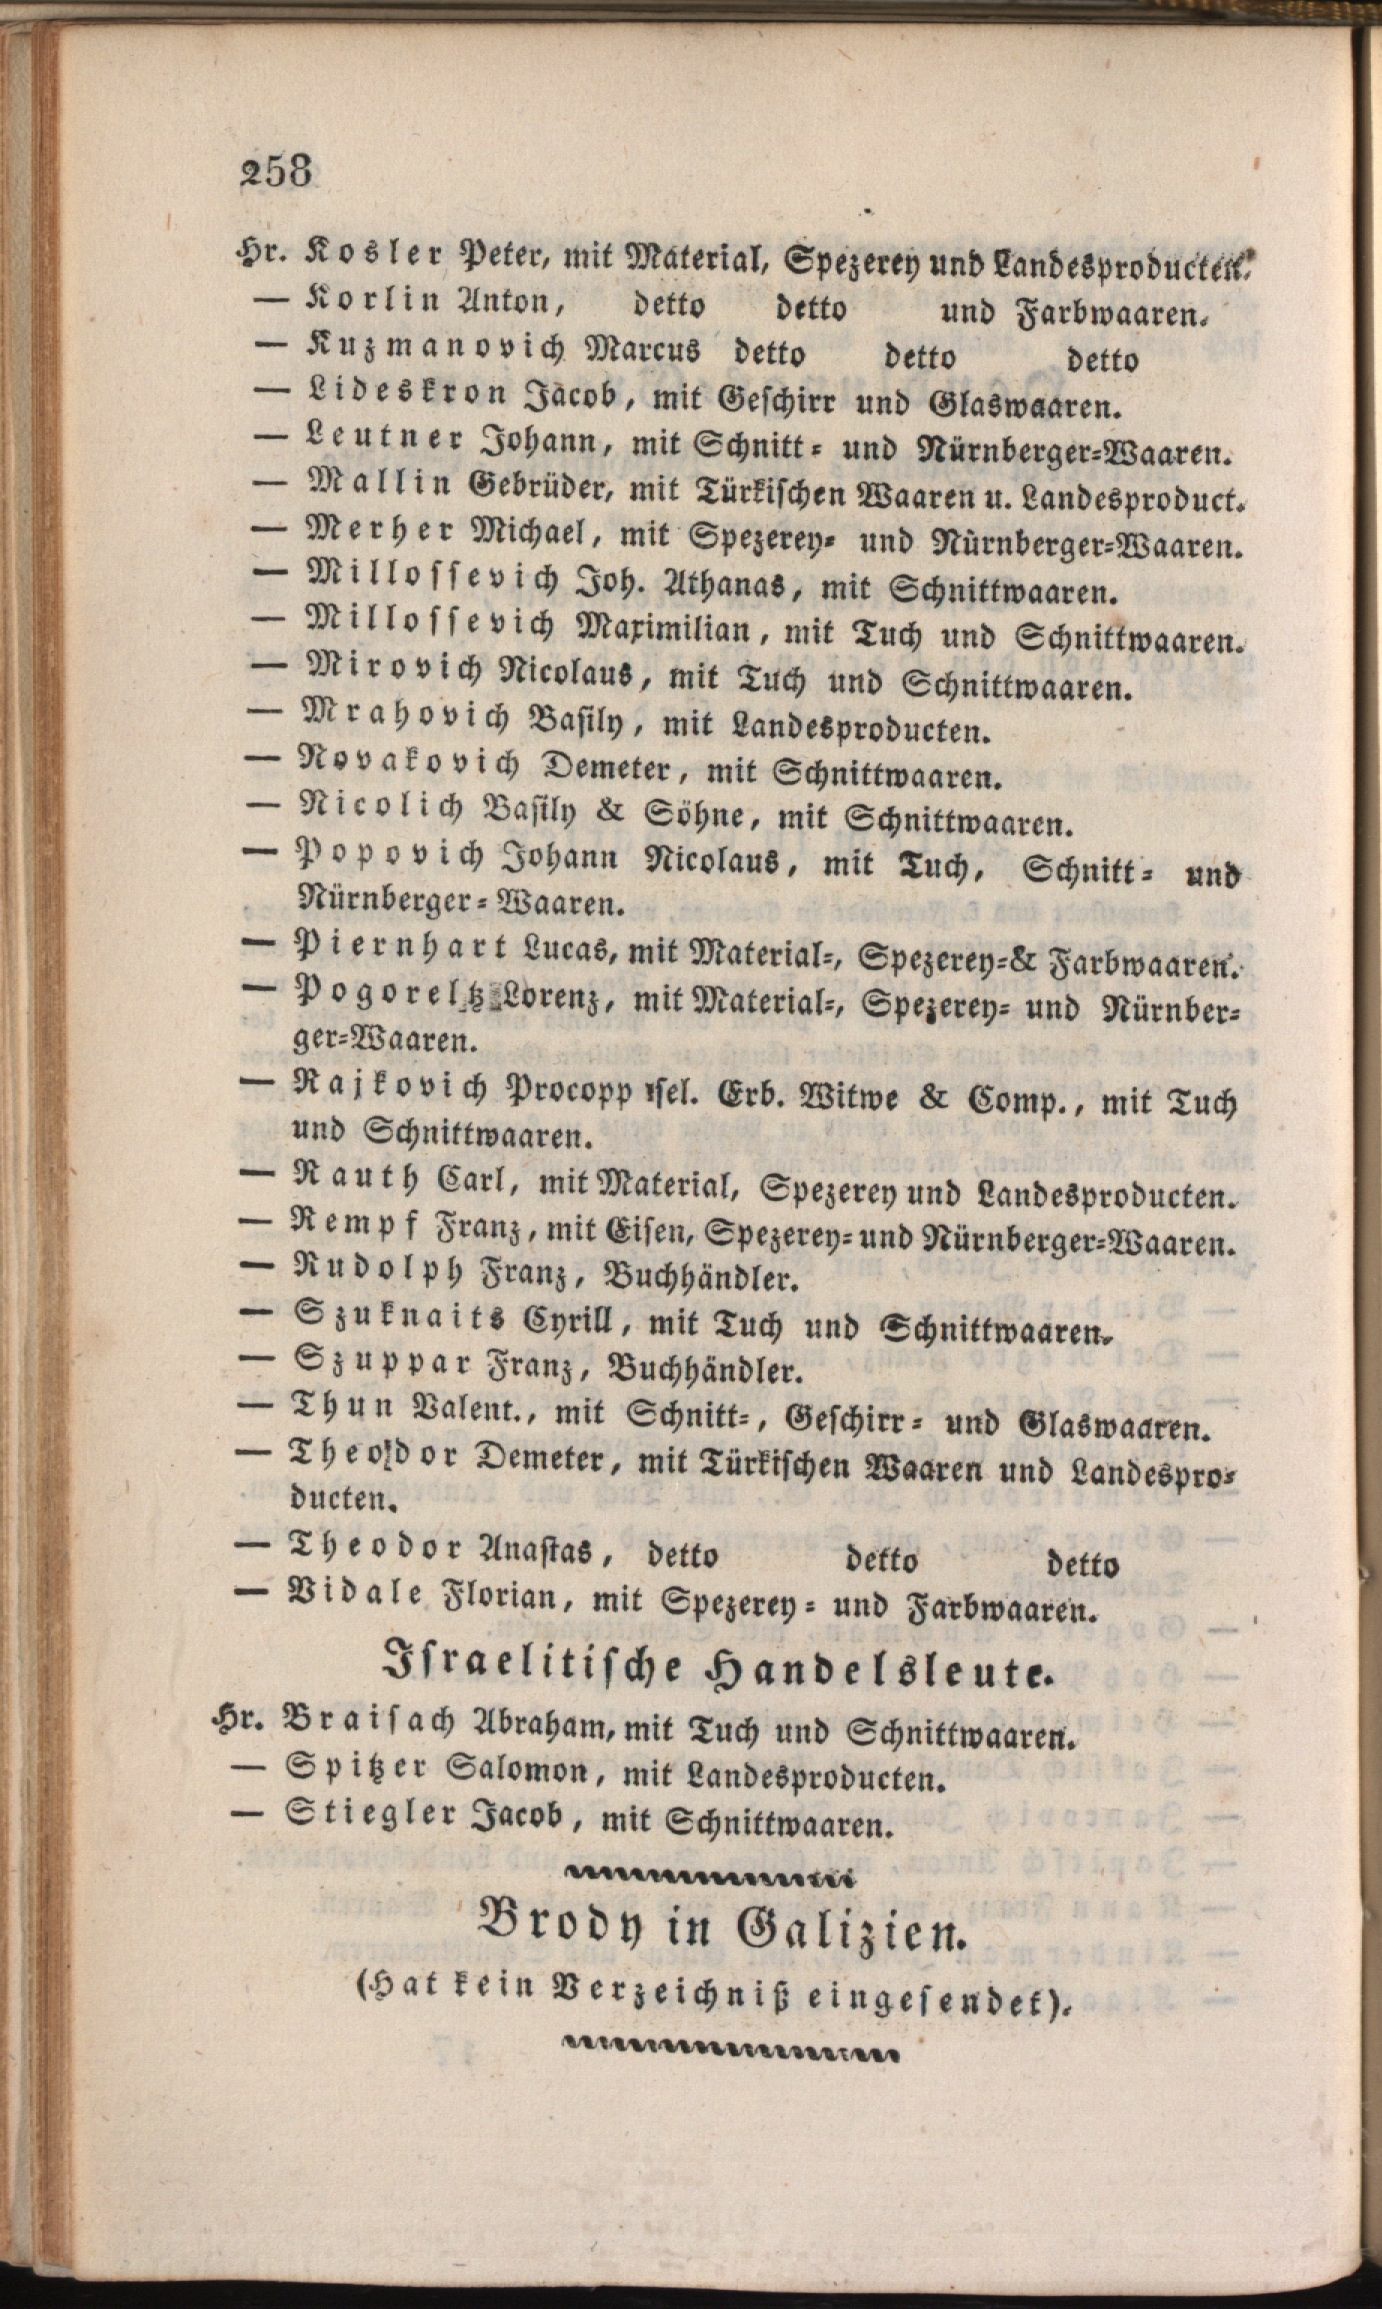 258
Hr. Kosler Peter, mit Material, Spezerey und Landesproducten.
— Korlin Anton, detto detto und Farbwaaren.
— Kuzmanovich Marcus detto detto detto
— Lideskron Jacob, mit Geschirr und Glaswaaren.
— Leutner Johann, mit Schnitt- und Nürnberger-Waaren.
— Mallin Gebrüder, mit Türkischen Waaren u. Landesproduct.
— Merher Michael, mit Spezerey- und Nürnberger-Waaren.
— Millossevich Joh. Athanas, mit Schnittwaaren.
— Millossevich Maximilian, mit Tuch und Schnittwaaren.
— Mirovich Nicolaus, mit Tuch und Schnittwaaren.
— Mrahovich Basily, mit Landesproducten.
— Novakovich Demeter, mit Schnittwaaren.
— Nicolich Basily & Söhne, mit Schnittwaaren.
— Popovich Johann Nicolaus, mit Tuch, Schnitt- und
Nürnberger-Waaren.
— Piernhart Lucas, mit Material-, Spezerey-& Farbwaaren.
— Pogoreltz Lorenz, mit Material-, Spezerey- und Nürnber-
ger-Waaren.
— Rajkovich Procopp sel. Erb. Witwe & Comp., mit Tuch
und Schnittwaaren.
— Rauth Carl, mit Material, Spezerey und Landesproducten.
— Rempf Franz, mit Eisen, Spezerey- und Nürnberger-Waaren.
— Rudolph Franz, Buchhändler.
— Szuknaits Cyrill, mit Tuch und Schnittwaaren.
— Szuppar Franz, Buchhändler.
— Thun Valent., mit Schnitt-, Geschirr- und Glaswaaren.
— Theodor Demeter, mit Türkischen Waaren und Landespro-
ducten.
— Theodor Anastas, detto detto detto
— Vidale Florian, mit Spezerey- und Farbwaaren.
Israelitische Handelsleute.
Hr. Braisach Abraham, mit Tuch und Schnittwaaren.
— Spitzer Salomon, mit Landesproducten.
— Stiegler Jacob, mit Schnittwaaren.
Brody in Galizien.
(Hat kein Verzeichniß eingesendet).